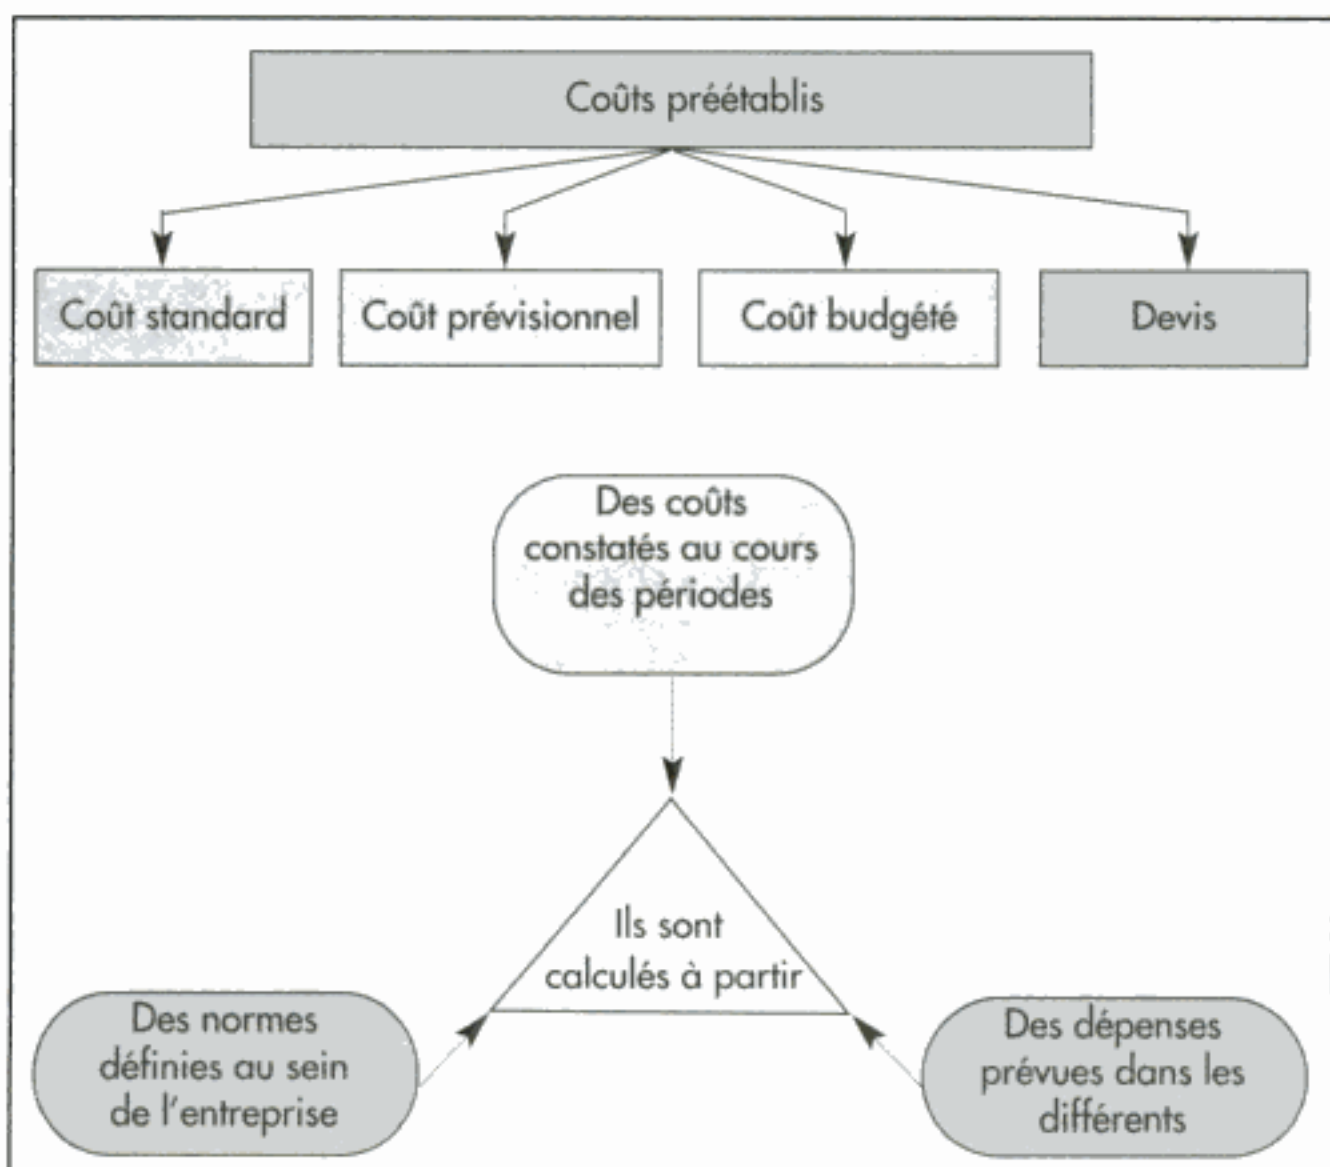 Coûts préétablis
Coût standard
Coût prévisionnel
Coût budgété
Devis
Des coûts
constatés au cours
des périodes
Ils sont
calculés à partir
Des normes
définies au sein
de l'entreprise
Des dépenses
prévues dans les
différents